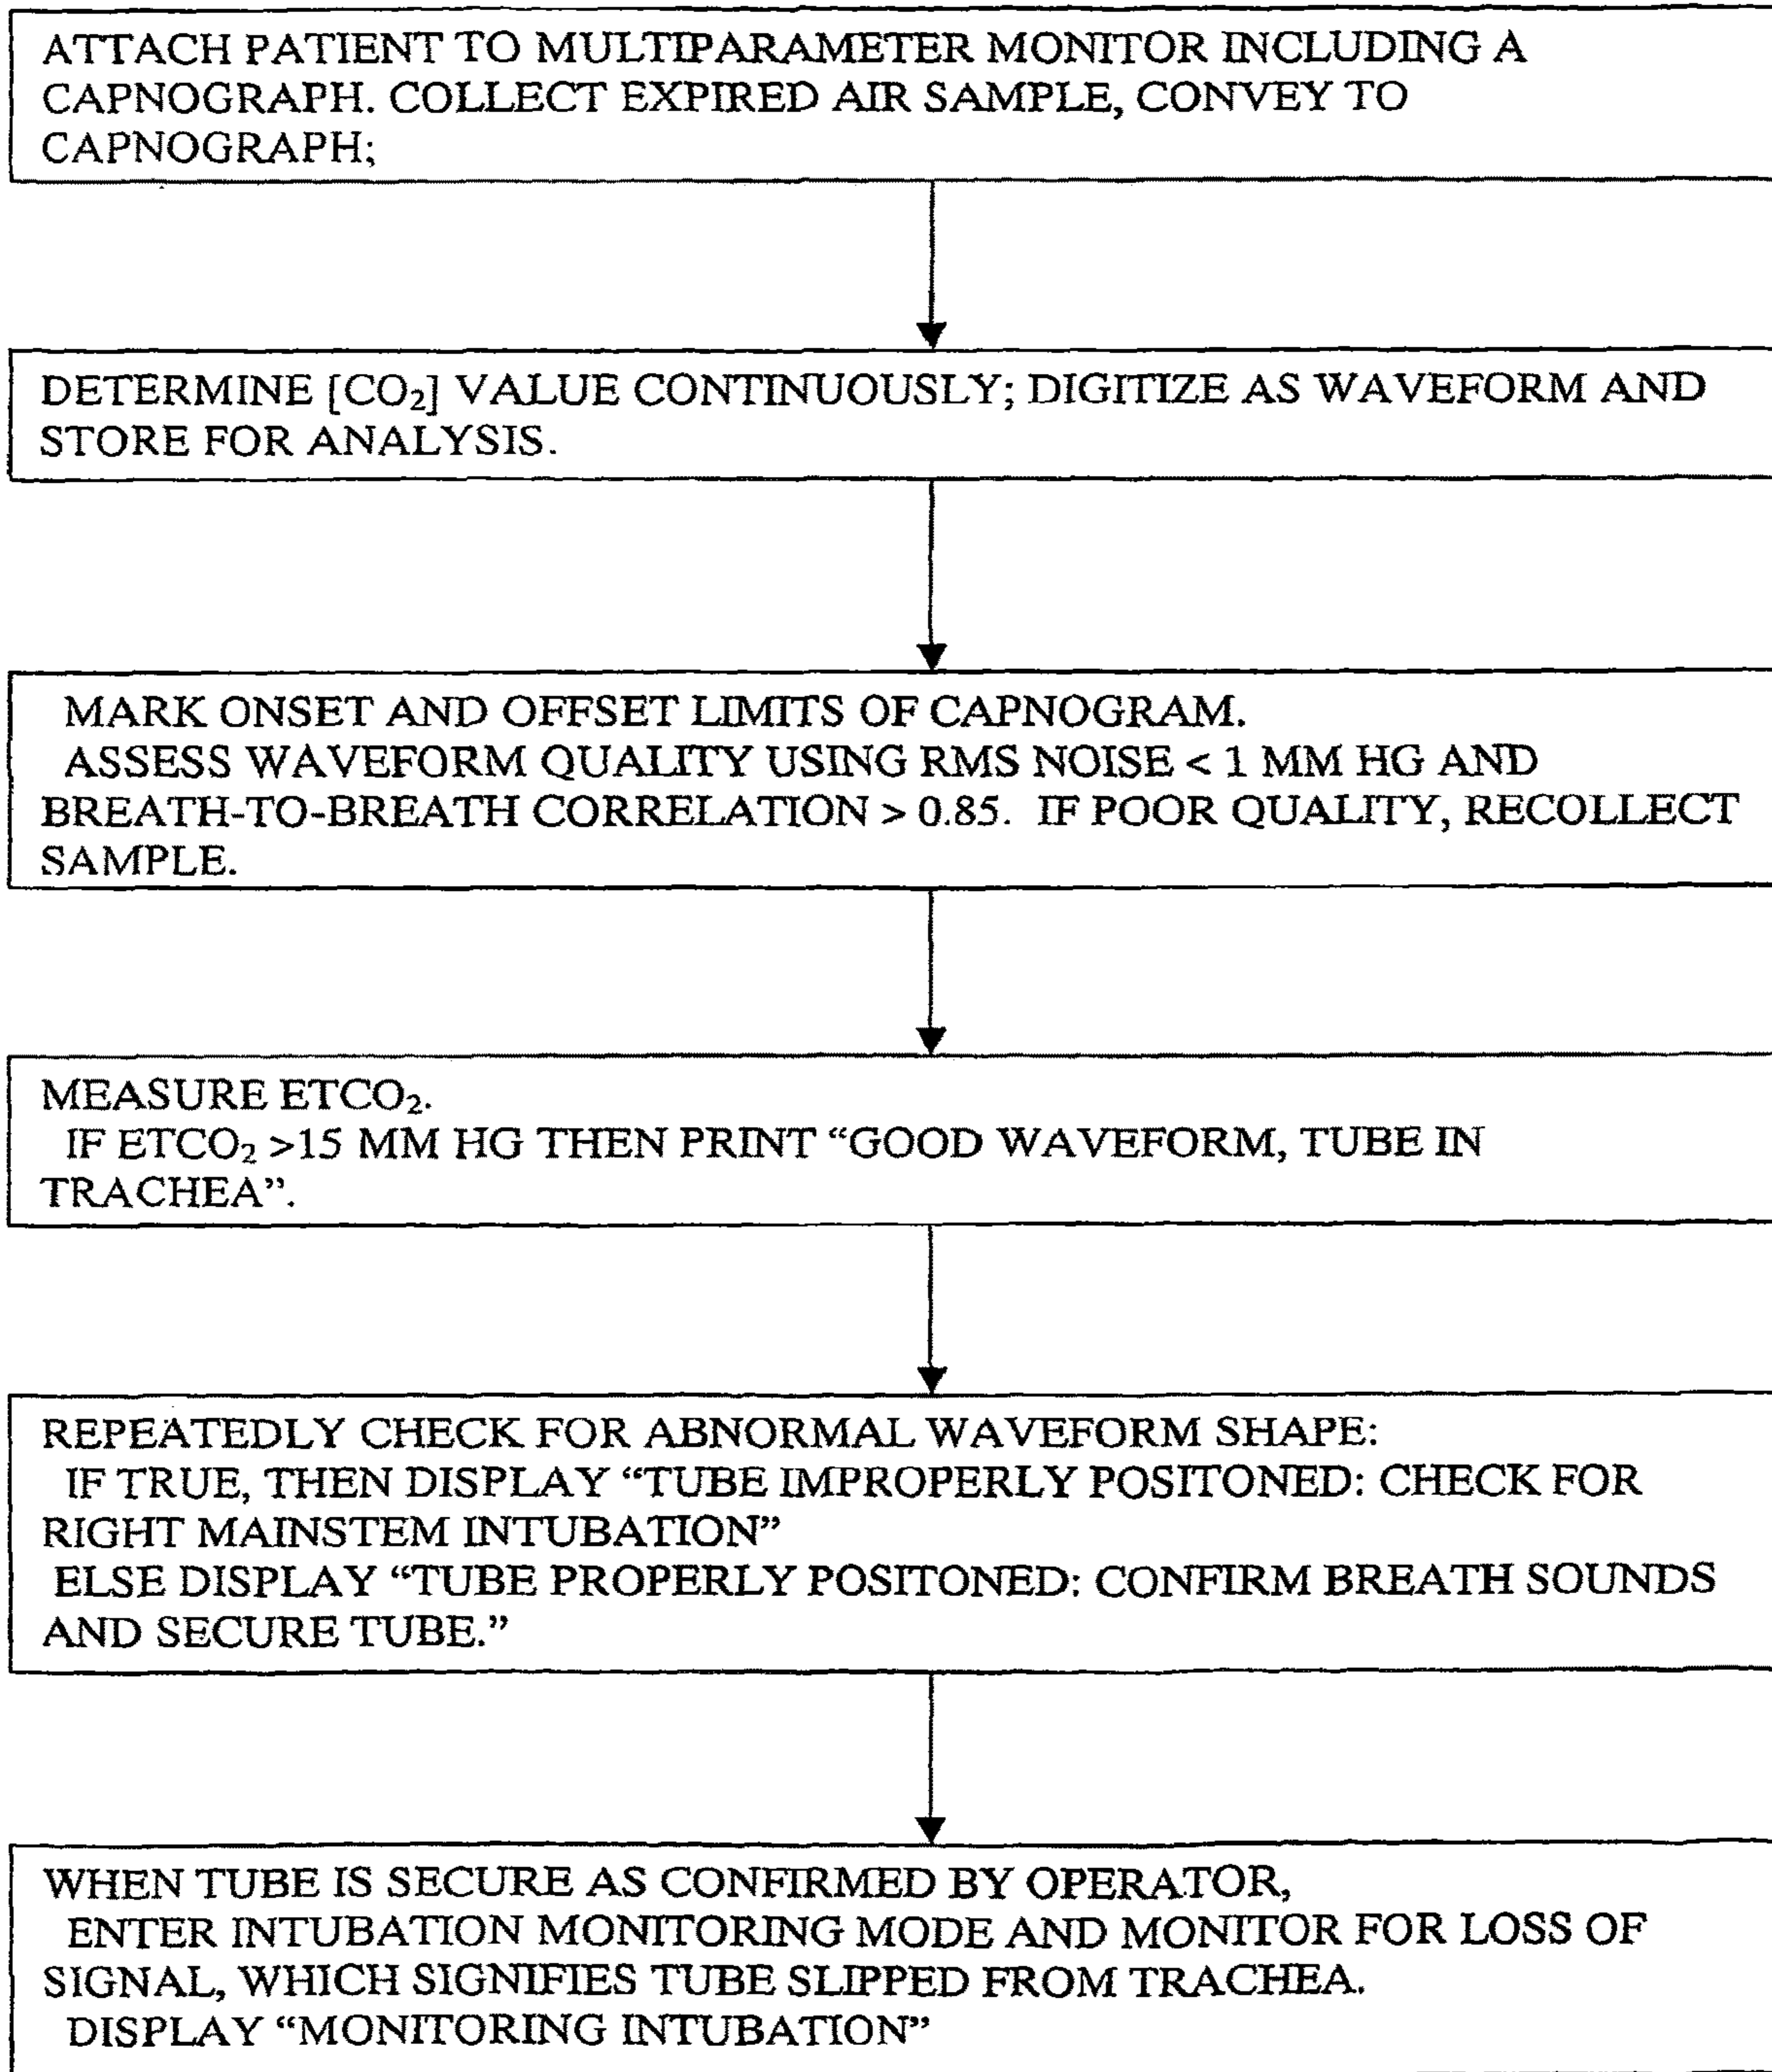 ATTACH PATIENT TO MULTIPARAMETER MONITOR INCLUDING A
CAPNOGRAPH. COLLECT EXPIRED AIR SAMPLE, CONVEY TO
CAPNOGRAPH;
DETERMINE [CO₂] VALUE CONTINUOUSLY; DIGITIZE AS WAVEFORM AND
STORE FOR ANALYSIS.
MARK ONSET AND OFFSET LIMITS OF CAPNOGRAM.
ASSESS WAVEFORM QUALITY USING RMS NOISE < 1 MM HG AND
BREATH-TO-BREATH CORRELATION > 0.85. IF POOR QUALITY, RECOLLECT
SAMPLE.
MEASURE ETCO₂.
IF ETCO₂ >15 MM HG THEN PRINT “GOOD WAVEFORM, TUBE IN
TRACHEA”.
REPEATEDLY CHECK FOR ABNORMAL WAVEFORM SHAPE:
IF TRUE, THEN DISPLAY “TUBE IMPROPERLY POSITONED: CHECK FOR
RIGHT MAINSTEM INTUBATION”
ELSE DISPLAY “TUBE PROPERLY POSITONED: CONFIRM BREATH SOUNDS
AND SECURE TUBE.”
WHEN TUBE IS SECURE AS CONFIRMED BY OPERATOR,
ENTER INTUBATION MONITORING MODE AND MONITOR FOR LOSS OF
SIGNAL, WHICH SIGNIFIES TUBE SLIPPED FROM TRACHEA.
DISPLAY “MONITORING INTUBATION”